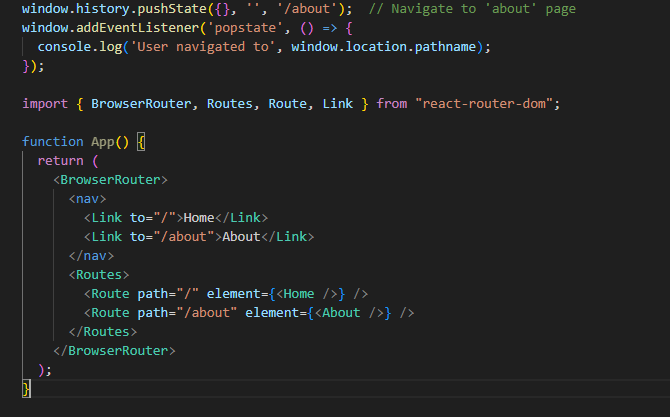 window.history.pushState({}, '', '/about');  // Navigate to 'about' page
window.addEventListener('popstate', () => {
  console.log('User navigated to', window.location.pathname);
});

import { BrowserRouter, Routes, Route, Link } from "react-router-dom";

function App() {
  return (
    <BrowserRouter>
      <nav>
        <Link to="/">Home</Link>
        <Link to="/about">About</Link>
      </nav>
      <Routes>
        <Route path="/" element={<Home />} />
        <Route path="/about" element={<About />} />
      </Routes>
    </BrowserRouter>
  );
}